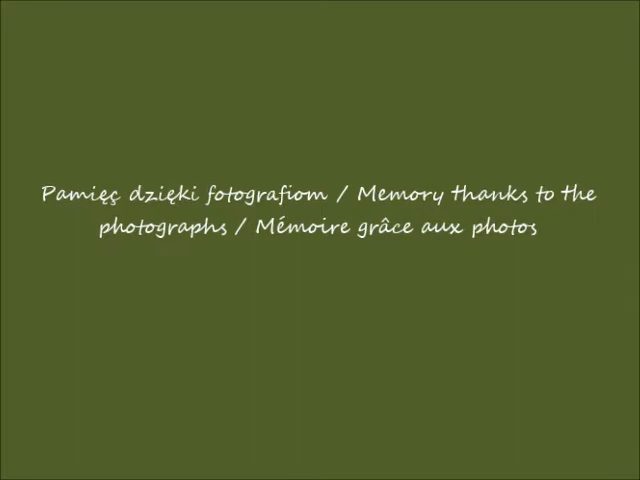 Pamięç dzięki fotografiom / Memory thanks to the
photographs / Mémoire grâce aux photos